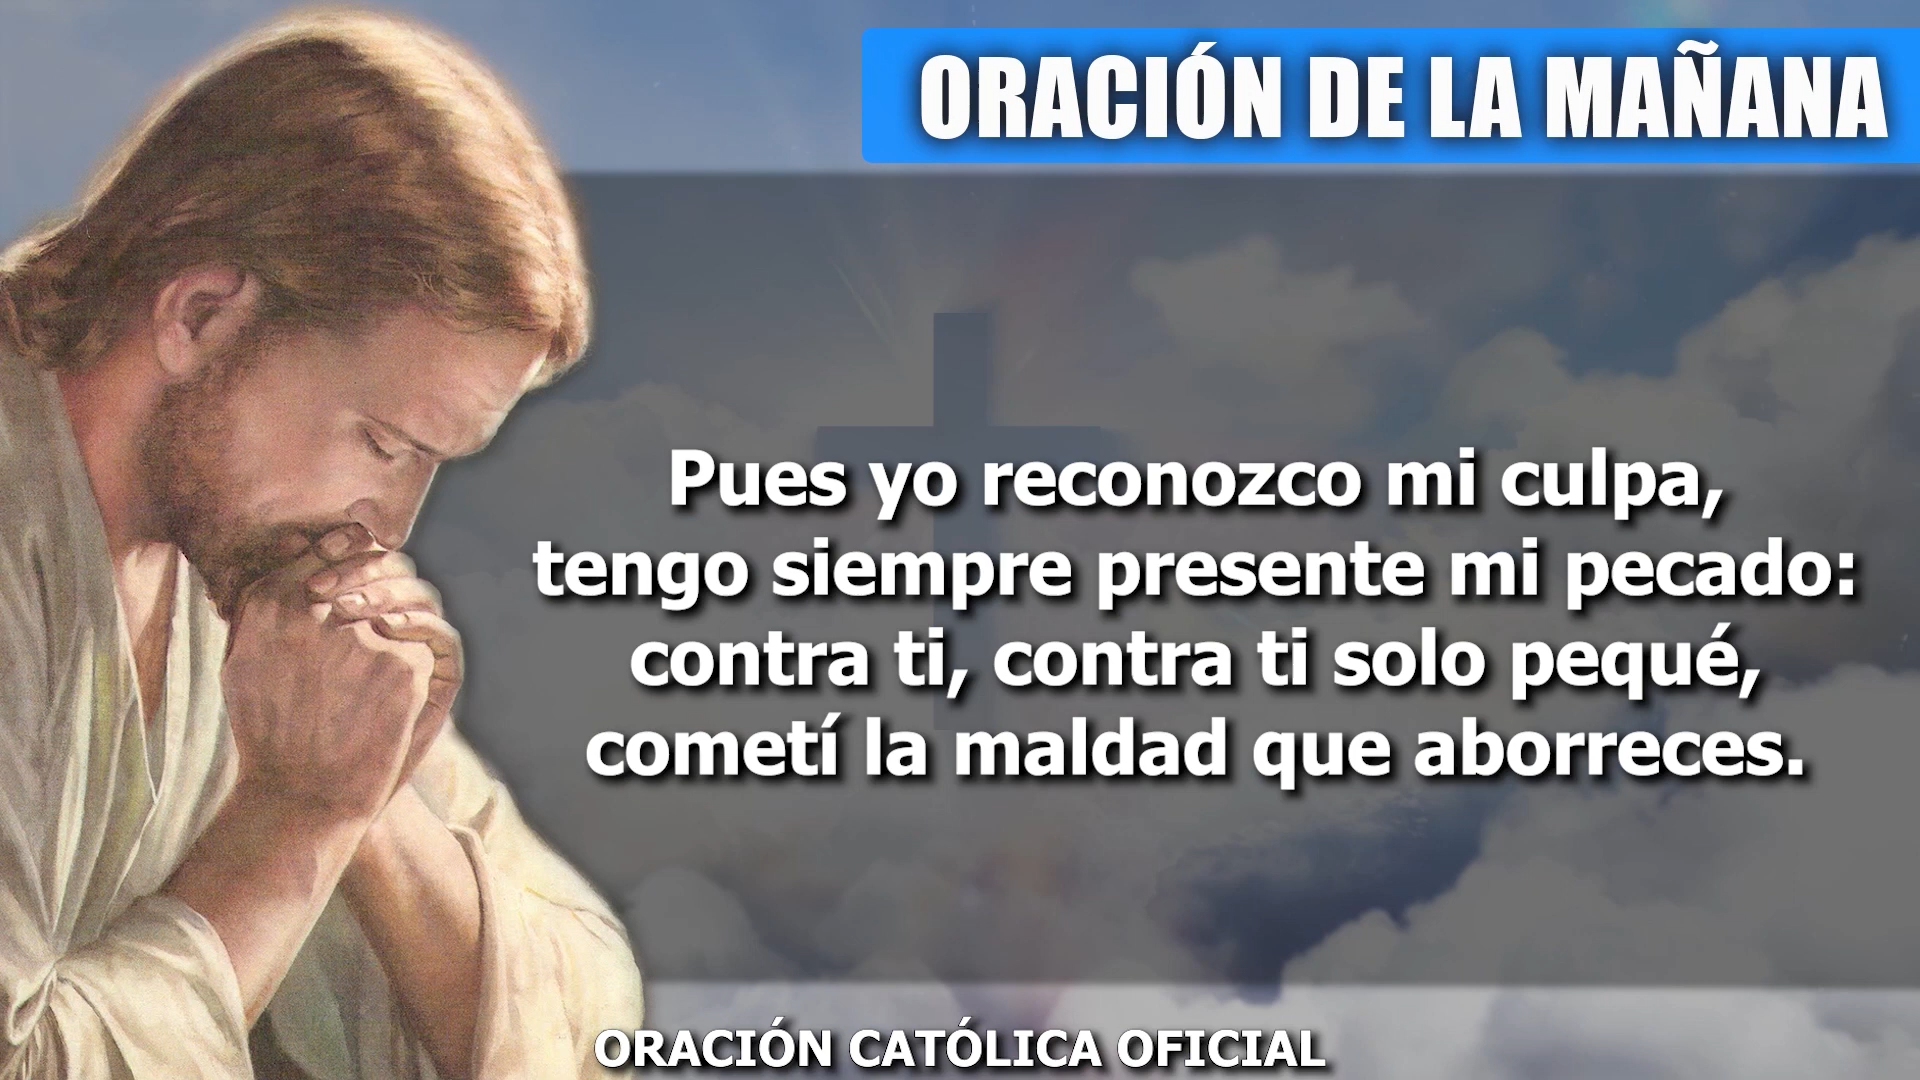 ORACIÓN DE LA MAÑANA
Pues yo reconozco mi culpa,
tengo siempre presente mi pecado:
contra ti, contra ti solo pequé,
cometí la maldad que aborreces.
ORACIÓN CATÓLICA OFICIAL